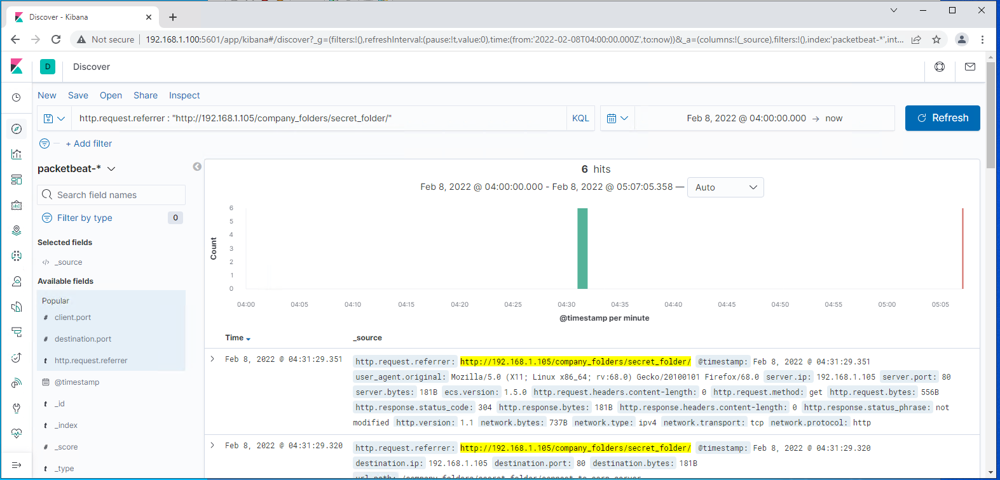 Discover - Kibana
Not secure 192.168.1.100:5601/app/kibana#/discover?_g=(filters:!(),refreshInterval:(pause:!t,value:0),time:(from:'2022-02-08T04:00:00.000Z',to:now))&_a=(columns:!(_source),filters:!(),index:'packetbeat-*',int...
D Discover
New Save Open Share Inspect
http.request.referrer : "http://192.168.1.105/company_folders/secret_folder/" KQL Feb 8, 2022 @ 04:00:00.000 → now Refresh
+ Add filter
packetbeat-*
Search field names
Filter by type 0
Selected fields
</> _source
Available fields
Popular
# client.port
# destination.port
t http.request.referrer
@timestamp
t _id
t _index
# _score
t _type
6 hits
Feb 8, 2022 @ 04:00:00.000 - Feb 8, 2022 @ 05:07:05.358 — Auto
Count
6
5
4
3
2
1
0
04:00 04:05 04:10 04:15 04:20 04:25 04:30 04:35 04:40 04:45 04:50 04:55 05:00 05:05
@timestamp per minute
Time _source
Feb 8, 2022 @ 04:31:29.351 http.request.referrer: http://192.168.1.105/company_folders/secret_folder/ @timestamp: Feb 8, 2022 @ 04:31:29.351
user_agent.original: Mozilla/5.0 (X11; Linux x86_64; rv:68.0) Gecko/20100101 Firefox/68.0 server.ip: 192.168.1.105 server.port: 80
server.bytes: 181B ecs.version: 1.5.0 http.request.headers.content-length: 0 http.request.method: get http.request.bytes: 556B
http.response.status_code: 304 http.response.bytes: 181B http.response.headers.content-length: 0 http.response.status_phrase: not
modified http.version: 1.1 network.bytes: 737B network.type: ipv4 network.transport: tcp network.protocol: http
Feb 8, 2022 @ 04:31:29.320 http.request.referrer: http://192.168.1.105/company_folders/secret_folder/ @timestamp: Feb 8, 2022 @ 04:31:29.320
destination.ip: 192.168.1.105 destination.port: 80 destination.bytes: 181B
url.path: /company_folders/secret_folder/connect_to_corp_server